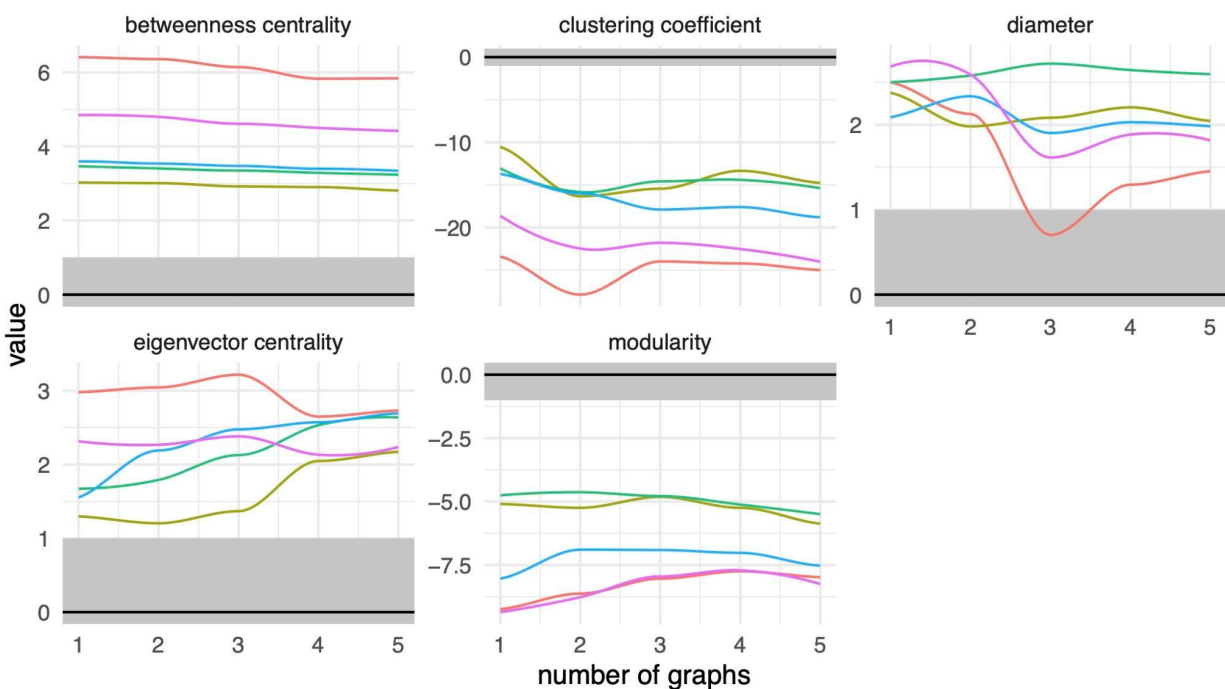 betweenness centrality
clustering coefficient
diameter
6
4
2
0
0
−10
−20
2
1
0
1 2 3 4 5
value
eigenvector centrality
modularity
3
2
1
0
0.0
−2.5
−5.0
−7.5
1 2 3 4 5
1 2 3 4 5
number of graphs